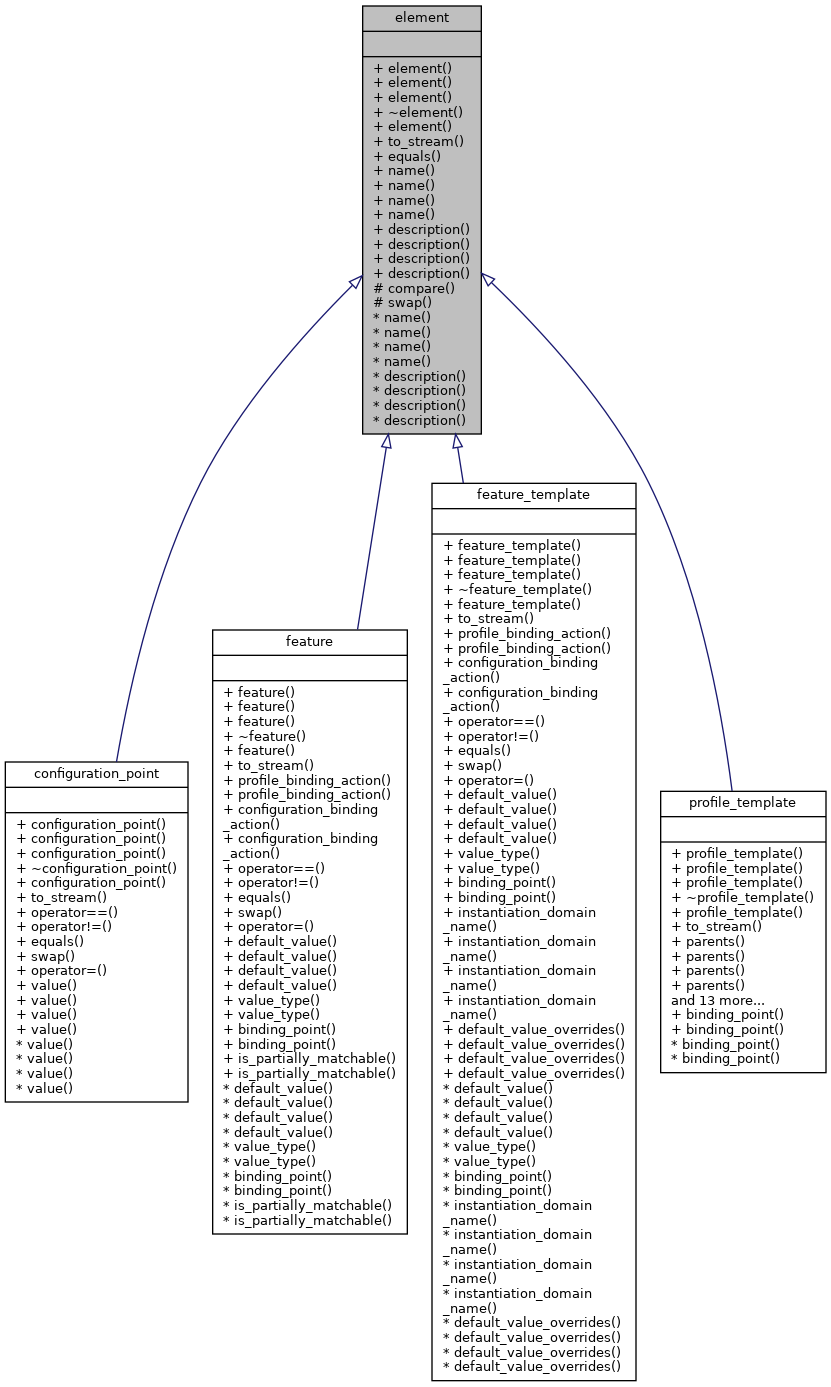 element
+ element()
+ element()
+ element()
+ ~element()
+ element()
+ to_stream()
+ equals()
+ name()
+ name()
+ name()
+ name()
+ description()
+ description()
+ description()
+ description()
# compare()
# swap()
* name()
* name()
* name()
* name()
* description()
* description()
* description()
* description()
configuration_point
+ configuration_point()
+ configuration_point()
+ configuration_point()
+ ~configuration_point()
+ configuration_point()
+ to_stream()
+ operator==()
+ operator!=()
+ equals()
+ swap()
+ operator=()
+ value()
+ value()
+ value()
+ value()
* value()
* value()
* value()
* value()
feature
+ feature()
+ feature()
+ feature()
+ ~feature()
+ feature()
+ to_stream()
+ profile_binding_action()
+ profile_binding_action()
+ configuration_binding
_action()
+ configuration_binding
_action()
+ operator==()
+ operator!=()
+ equals()
+ swap()
+ operator=()
+ default_value()
+ default_value()
+ default_value()
+ default_value()
+ value_type()
+ value_type()
+ binding_point()
+ binding_point()
+ is_partially_matchable()
+ is_partially_matchable()
* default_value()
* default_value()
* default_value()
* default_value()
* value_type()
* value_type()
* binding_point()
* binding_point()
* is_partially_matchable()
* is_partially_matchable()
feature_template
+ feature_template()
+ feature_template()
+ feature_template()
+ ~feature_template()
+ feature_template()
+ to_stream()
+ profile_binding_action()
+ profile_binding_action()
+ configuration_binding
_action()
+ configuration_binding
_action()
+ operator==()
+ operator!=()
+ equals()
+ swap()
+ operator=()
+ default_value()
+ default_value()
+ default_value()
+ default_value()
+ value_type()
+ value_type()
+ binding_point()
+ binding_point()
+ instantiation_domain
_name()
+ instantiation_domain
_name()
+ instantiation_domain
_name()
+ instantiation_domain
_name()
+ default_value_overrides()
+ default_value_overrides()
+ default_value_overrides()
+ default_value_overrides()
* default_value()
* default_value()
* default_value()
* default_value()
* value_type()
* value_type()
* binding_point()
* binding_point()
* instantiation_domain
_name()
* instantiation_domain
_name()
* instantiation_domain
_name()
* instantiation_domain
_name()
* default_value_overrides()
* default_value_overrides()
* default_value_overrides()
* default_value_overrides()
profile_template
+ profile_template()
+ profile_template()
+ profile_template()
+ ~profile_template()
+ profile_template()
+ to_stream()
+ parents()
+ parents()
+ parents()
+ parents()
and 13 more...
+ binding_point()
+ binding_point()
* binding_point()
* binding_point()